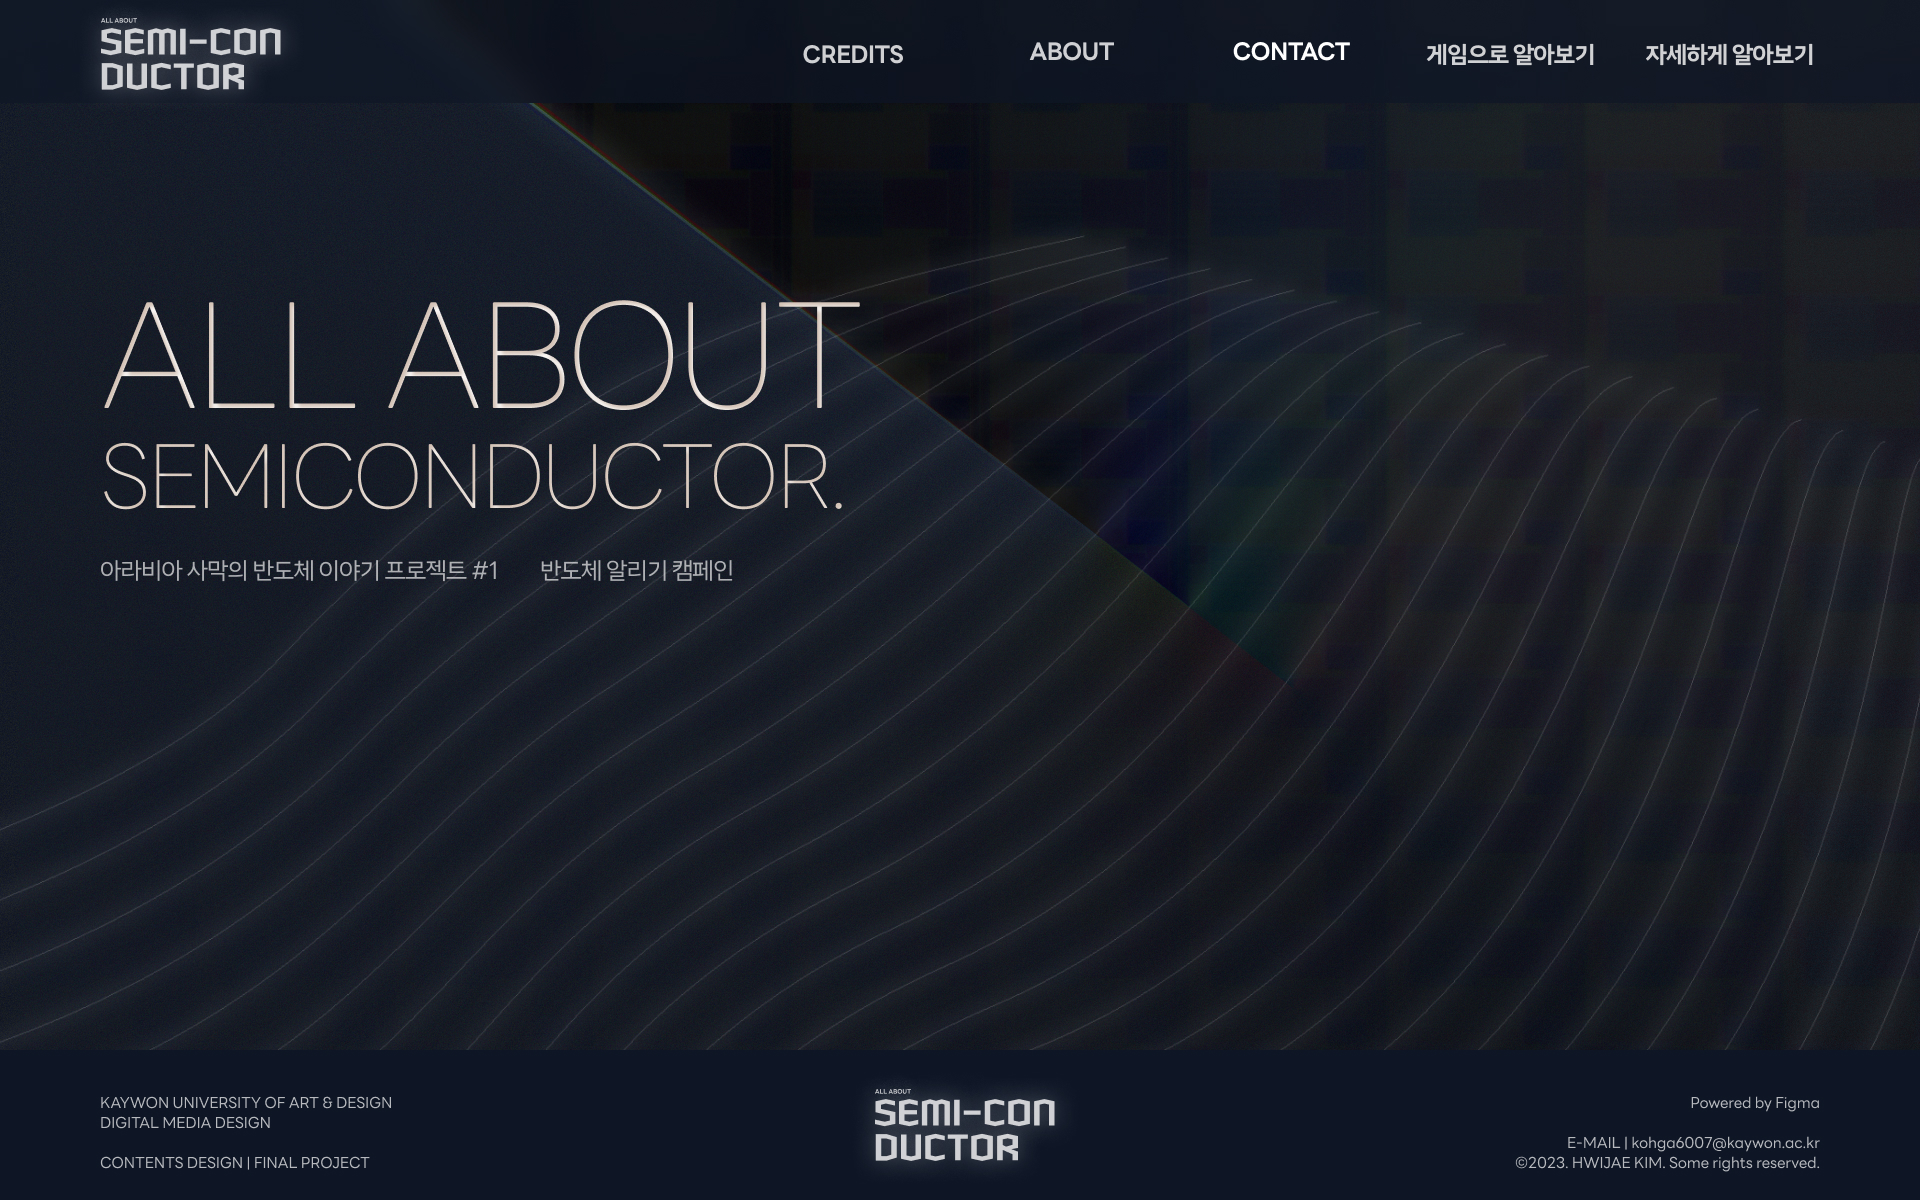 ALL ABOUT
SEMI-CON
DUCTOR
CREDITS
ABOUT
CONTACT
게임으로 알아보기
자세하게 알아보기
ALL ABOUT
SEMICONDUCTOR.
아라비아 사막의 반도체 이야기 프로젝트 #1
반도체 알리기 캠페인
KAYWON UNIVERSITY OF ART & DESIGN
DIGITAL MEDIA DESIGN
CONTENTS DESIGN | FINAL PROJECT
ALL ABOUT
SEMI-CON
DUCTOR
Powered by Figma
E-MAIL | kohga6007@kaywon.ac.kr
©2023. HWIJAE KIM. Some rights reserved.